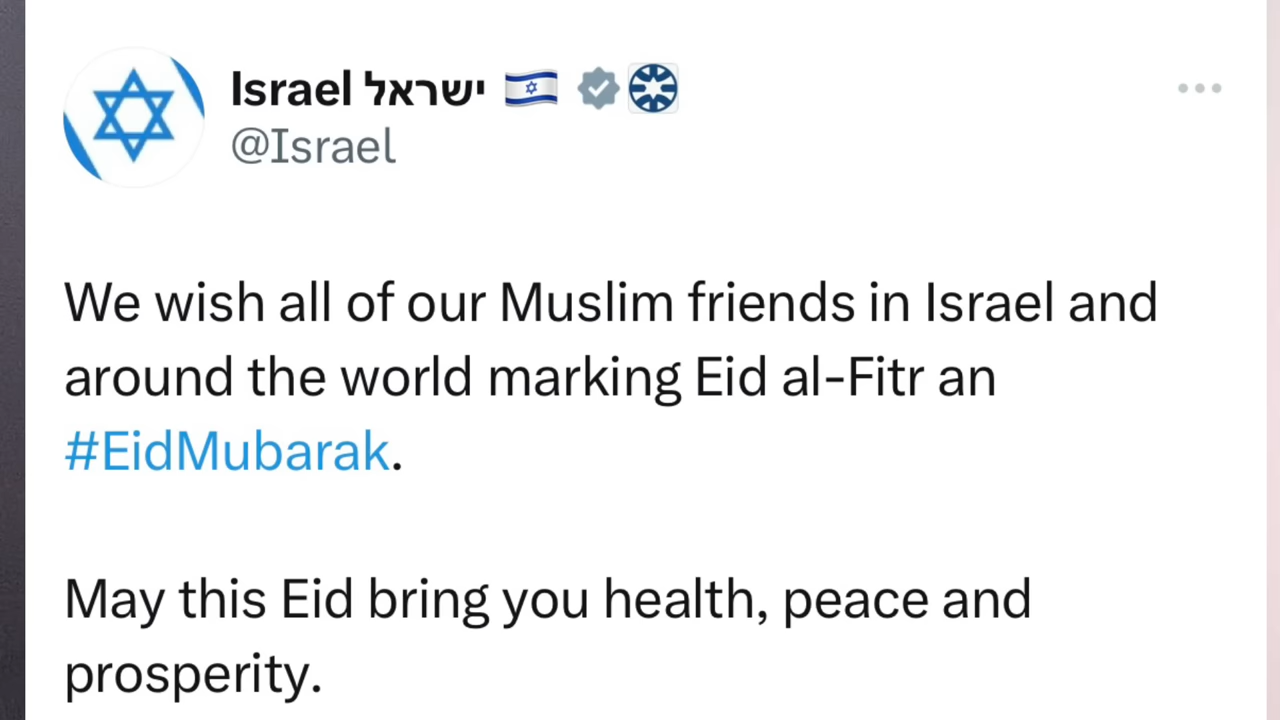 Israel ישראל 🇮🇱
@Israel
We wish all of our Muslim friends in Israel and
around the world marking Eid al-Fitr an
#EidMubarak.
May this Eid bring you health, peace and
prosperity.